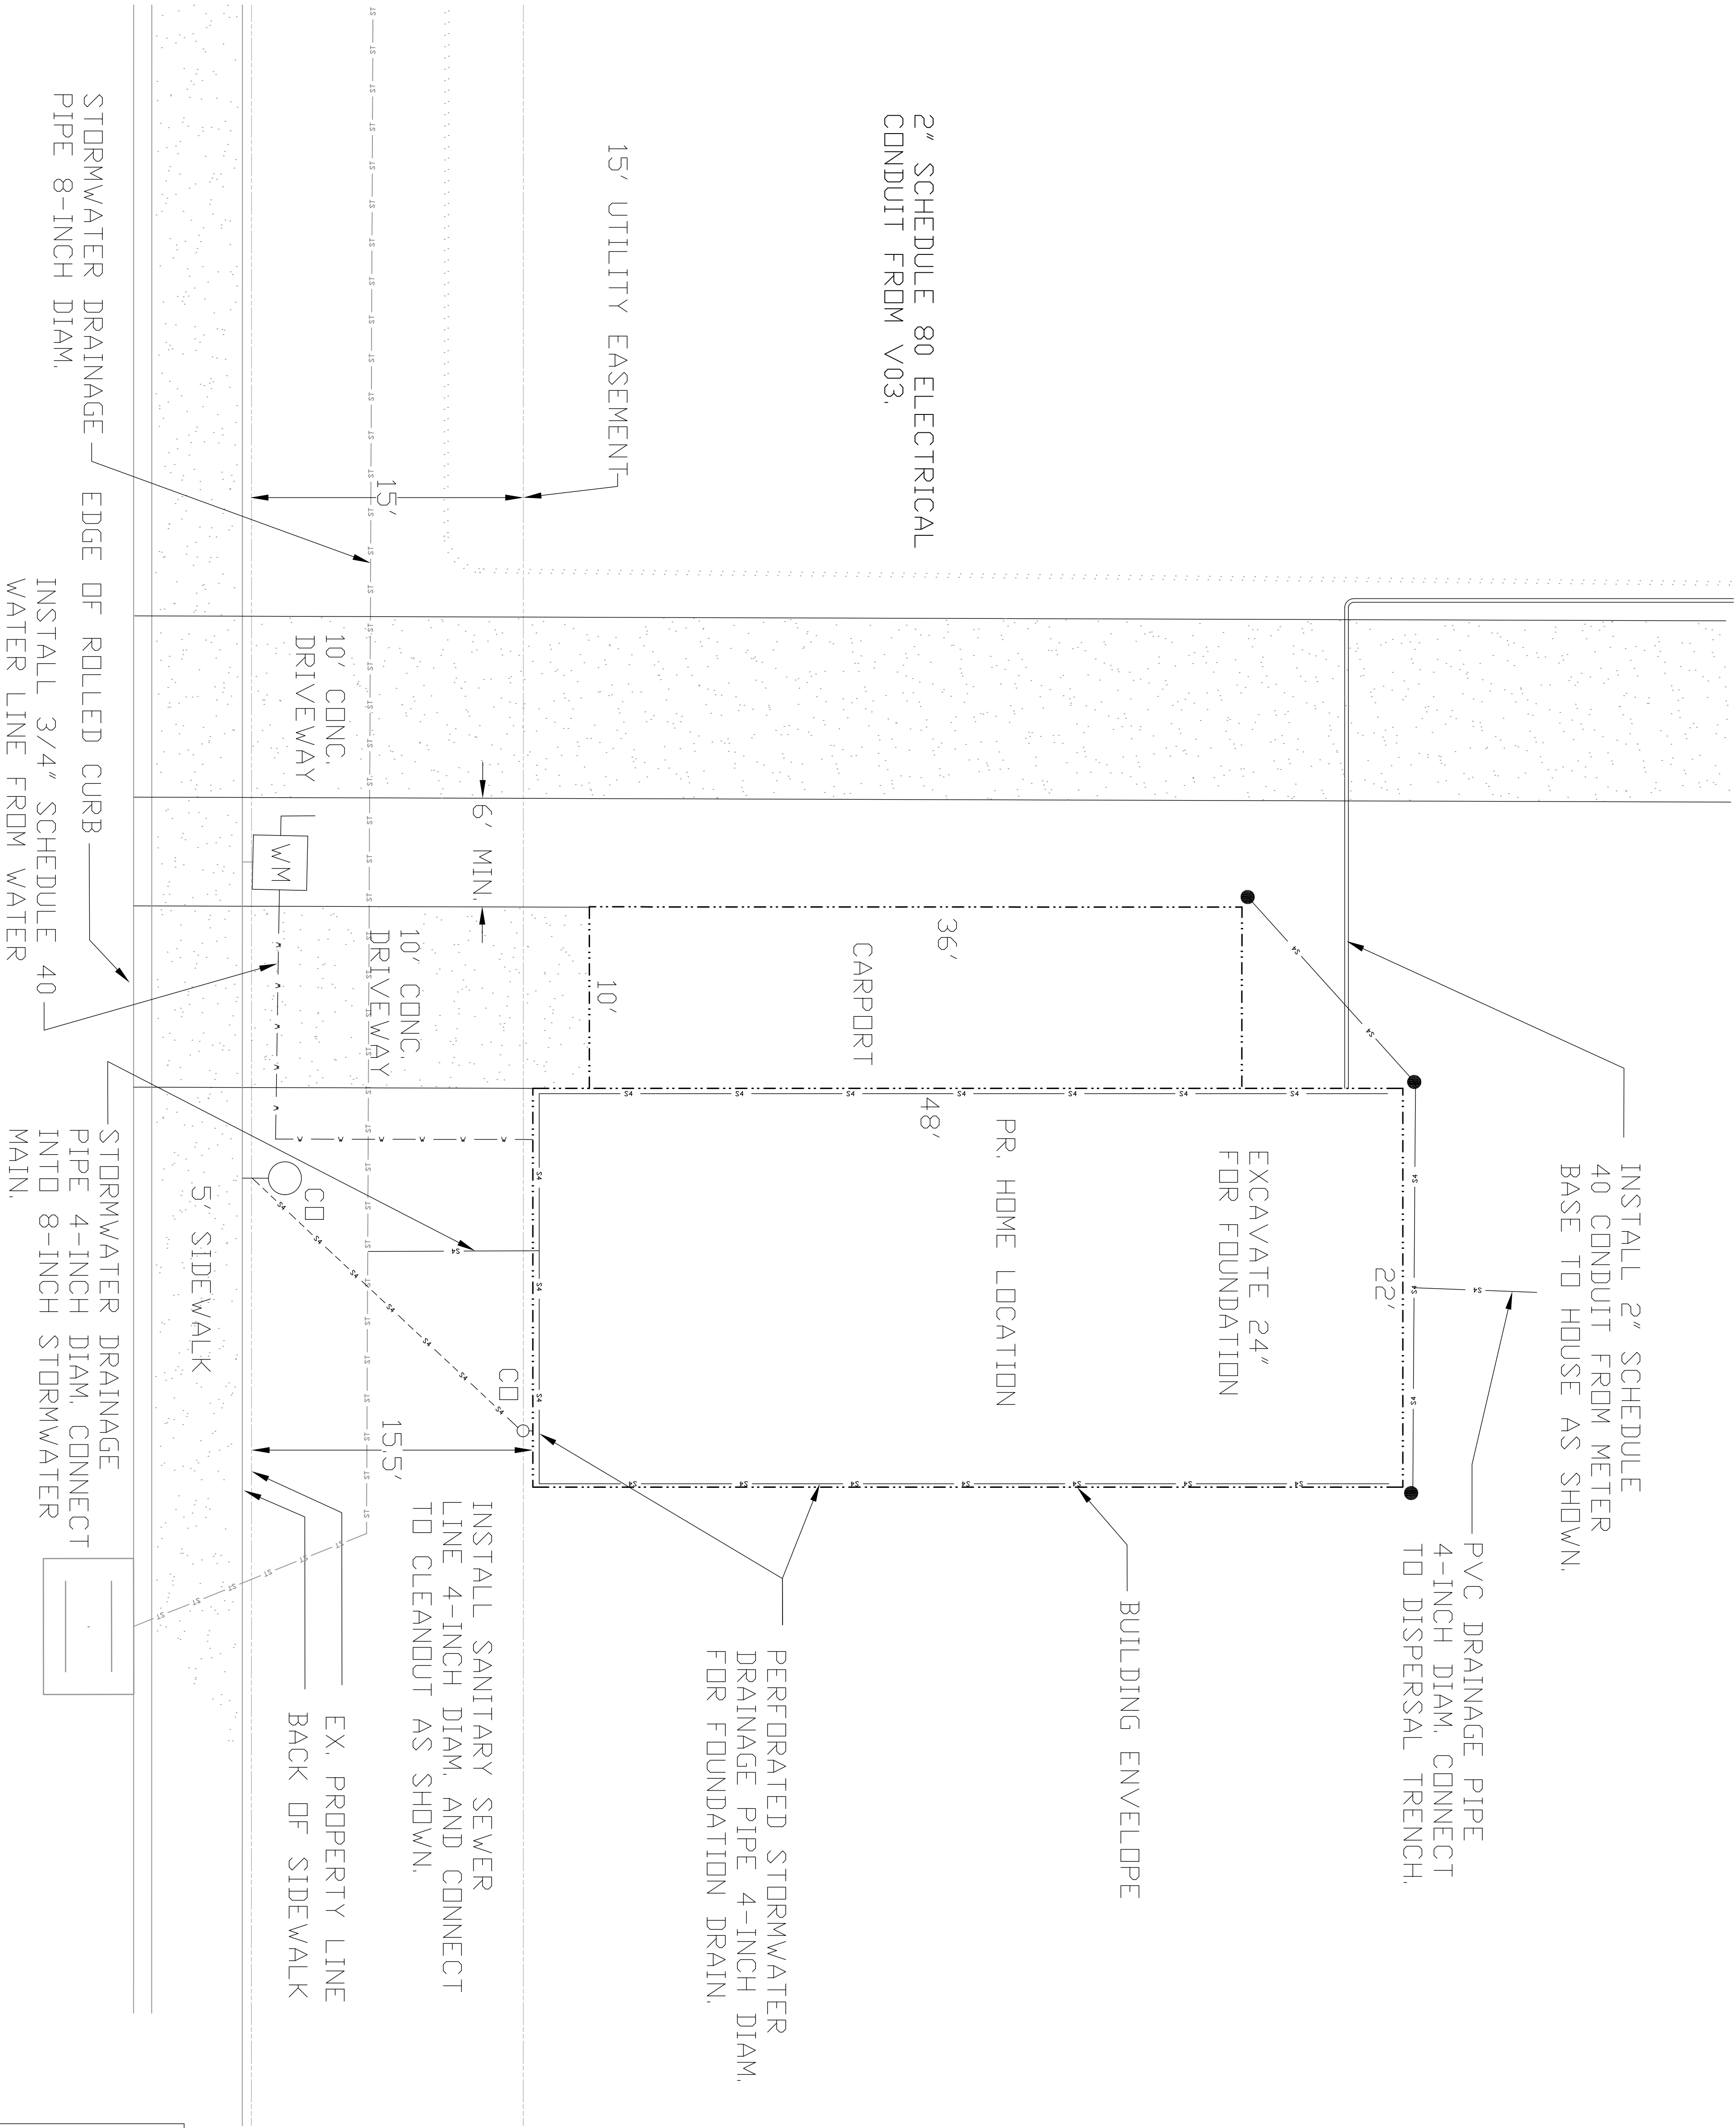 2" SCHEDULE 80 ELECTRICAL
CONDUIT FROM V03.
15' UTILITY EASEMENT
15'
STORMWATER DRAINAGE
PIPE 8-INCH DIAM.
EDGE OF ROLLED CURB
INSTALL 3/4" SCHEDULE 40
WATER LINE FROM WATER
10' CONC.
DRIVEWAY
6' MIN.
WM
10' CONC.
DRIVEWAY
36'
10'
CARPORT
48'
PR. HOME LOCATION
EXCAVATE 24"
FOR FOUNDATION
22'
INSTALL 2" SCHEDULE
40 CONDUIT FROM METER
BASE TO HOUSE AS SHOWN.
PVC DRAINAGE PIPE
4-INCH DIAM. CONNECT
TO DISPERSAL TRENCH.
BUILDING ENVELOPE
PERFORATED STORMWATER
DRAINAGE PIPE 4-INCH DIAM.
FOR FOUNDATION DRAIN.
CO
CO
5' SIDEWALK
15.5'
STORMWATER DRAINAGE
PIPE 4-INCH DIAM. CONNECT
INTO 8-INCH STORMWATER
MAIN.
INSTALL SANITARY SEWER
LINE 4-INCH DIAM. AND CONNECT
TO CLEANOUT AS SHOWN.
EX. PROPERTY LINE
BACK OF SIDEWALK